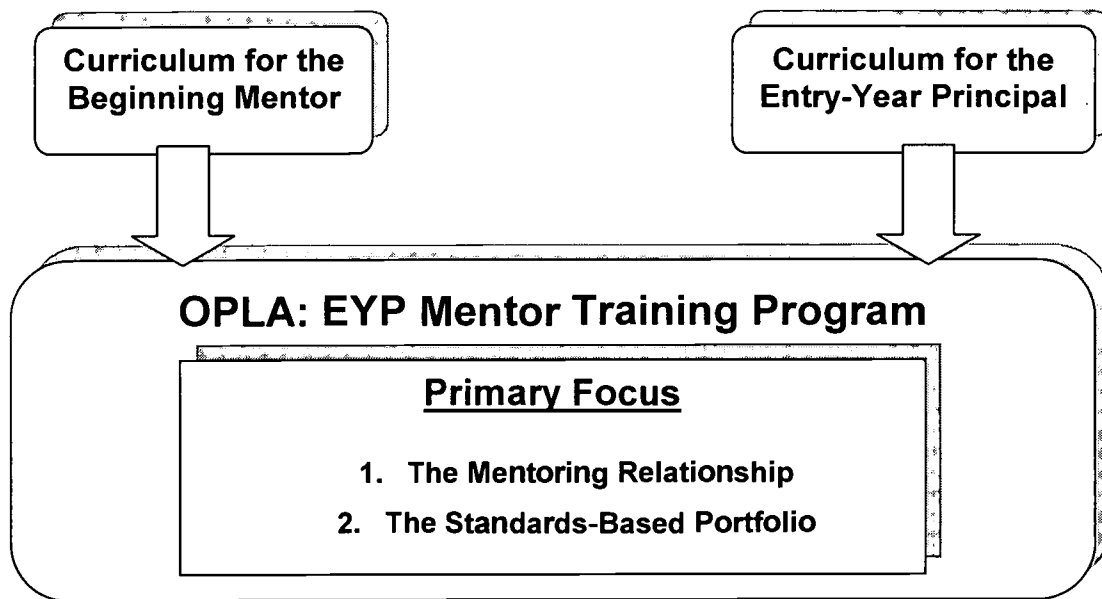 Curriculum for the
Beginning Mentor
Curriculum for the
Entry-Year Principal
OPLA: EYP Mentor Training Program
Primary Focus
1. The Mentoring Relationship
2. The Standards-Based Portfolio